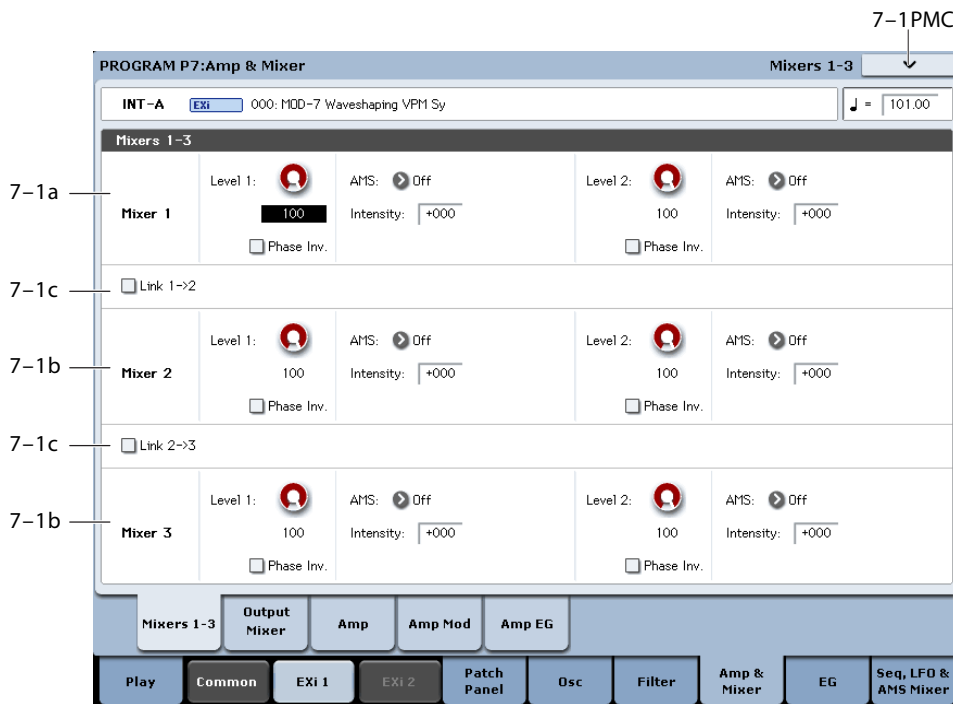 7–1PMC
PROGRAM P7:Amp & Mixer Mixers 1-3
INT-A EXi 000: MOD-7 Waveshaping VPM Sy ♩ = 101.00
Mixers 1-3
7–1a
Level 1: AMS: Off Level 2: AMS: Off
Mixer 1 100 Intensity: +000 100 Intensity: +000
Phase Inv. Phase Inv.
7–1c Link 1->2
Level 1: AMS: Off Level 2: AMS: Off
7–1b Mixer 2 100 Intensity: +000 100 Intensity: +000
Phase Inv. Phase Inv.
7–1c Link 2->3
Level 1: AMS: Off Level 2: AMS: Off
7–1b Mixer 3 100 Intensity: +000 100 Intensity: +000
Phase Inv. Phase Inv.
Mixers 1-3 Output Mixer Amp Amp Mod Amp EG
Play Common EXi 1 EXi 2 Patch Panel Osc Filter Amp & Mixer EG Seq, LFO & AMS Mixer